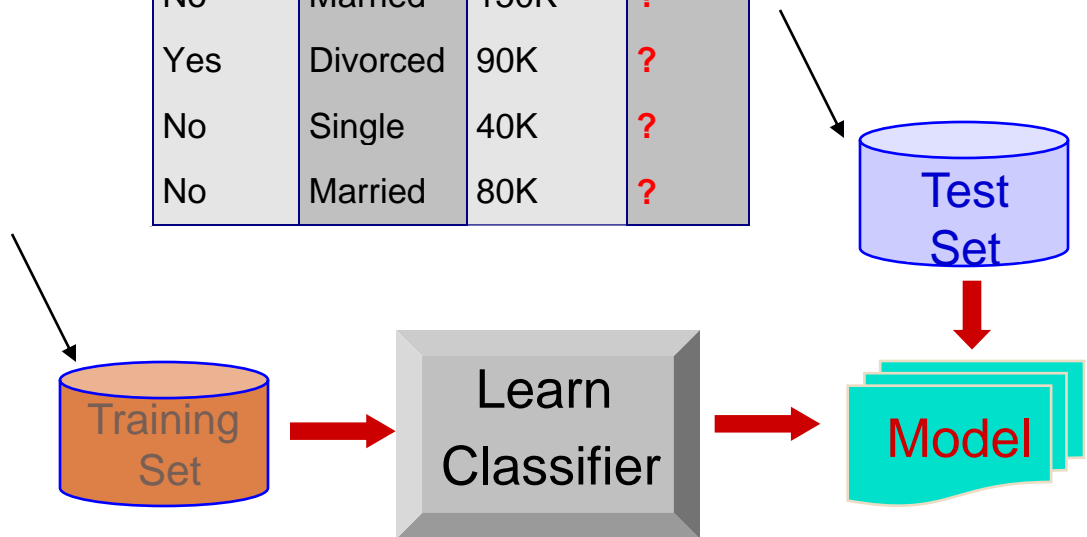 Yes Divorced 90K ?
No Single 40K ?
No Married 80K ?
Test
Set
Training
Set
Learn
Classifier
Model